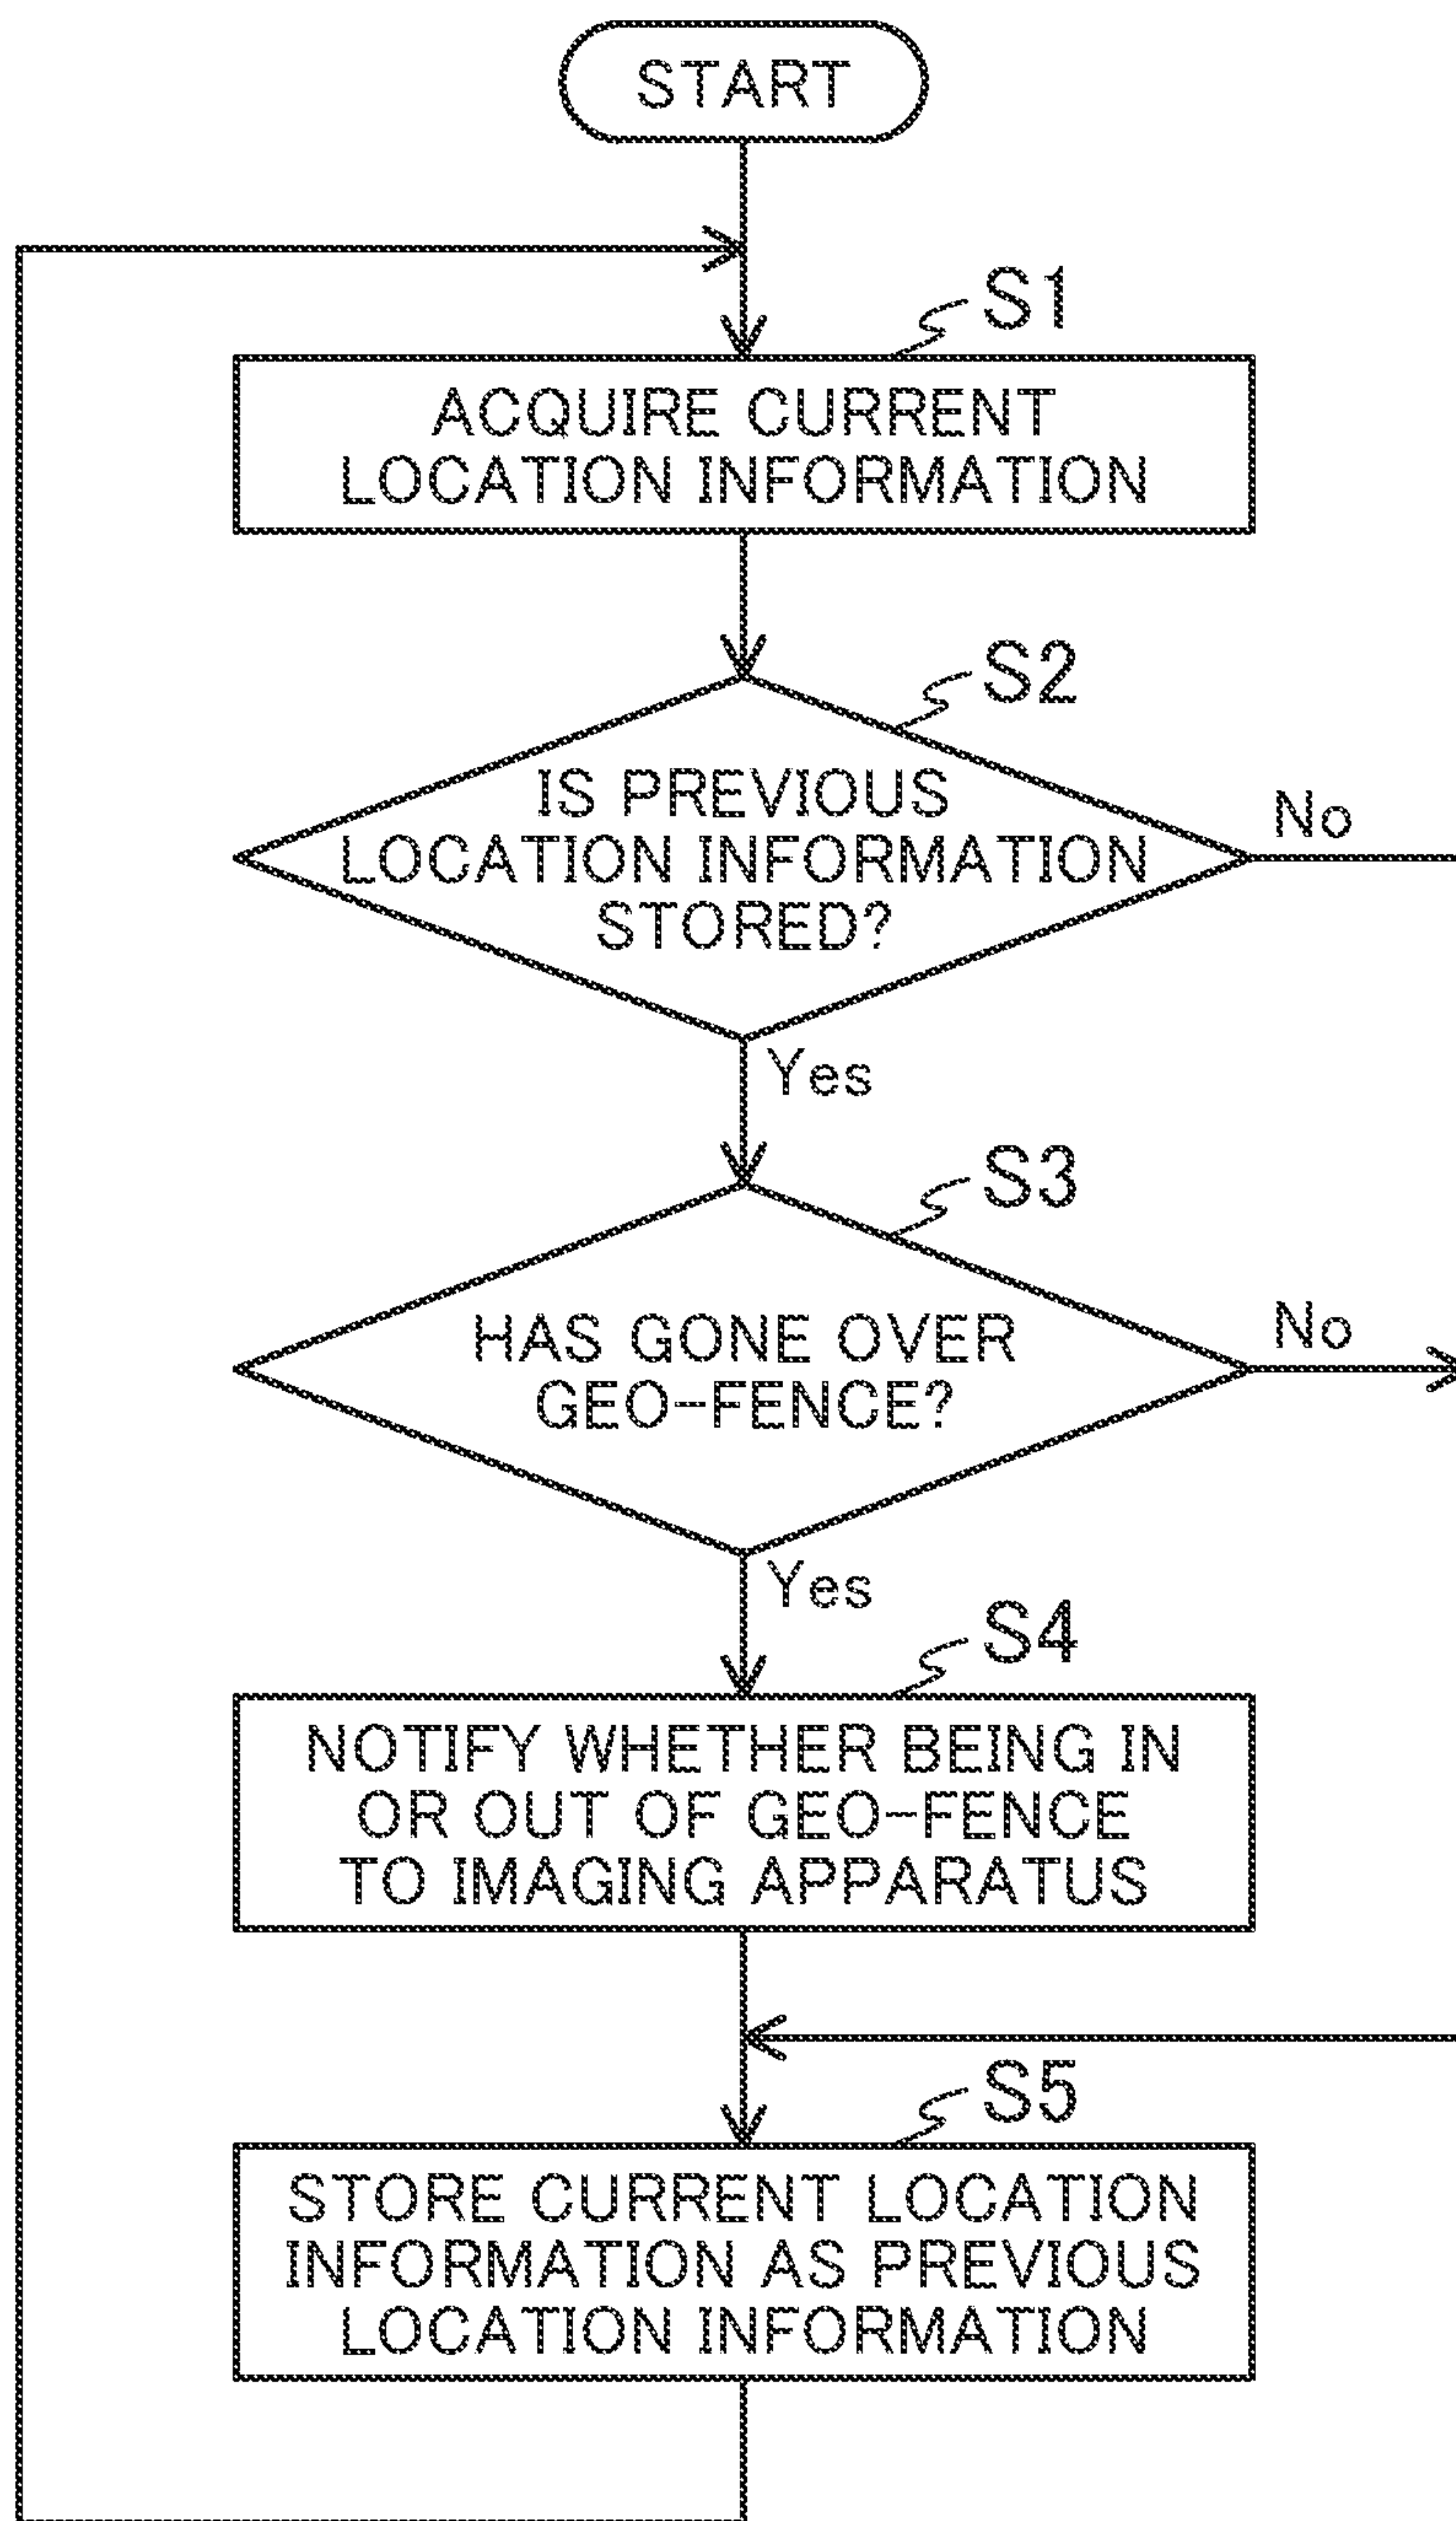 START
S1
ACQUIRE CURRENT
LOCATION INFORMATION
S2
IS PREVIOUS
LOCATION INFORMATION
STORED?
No
Yes
S3
HAS GONE OVER
GEO-FENCE?
No
Yes
S4
NOTIFY WHETHER BEING IN
OR OUT OF GEO-FENCE
TO IMAGING APPARATUS
S5
STORE CURRENT LOCATION
INFORMATION AS PREVIOUS
LOCATION INFORMATION